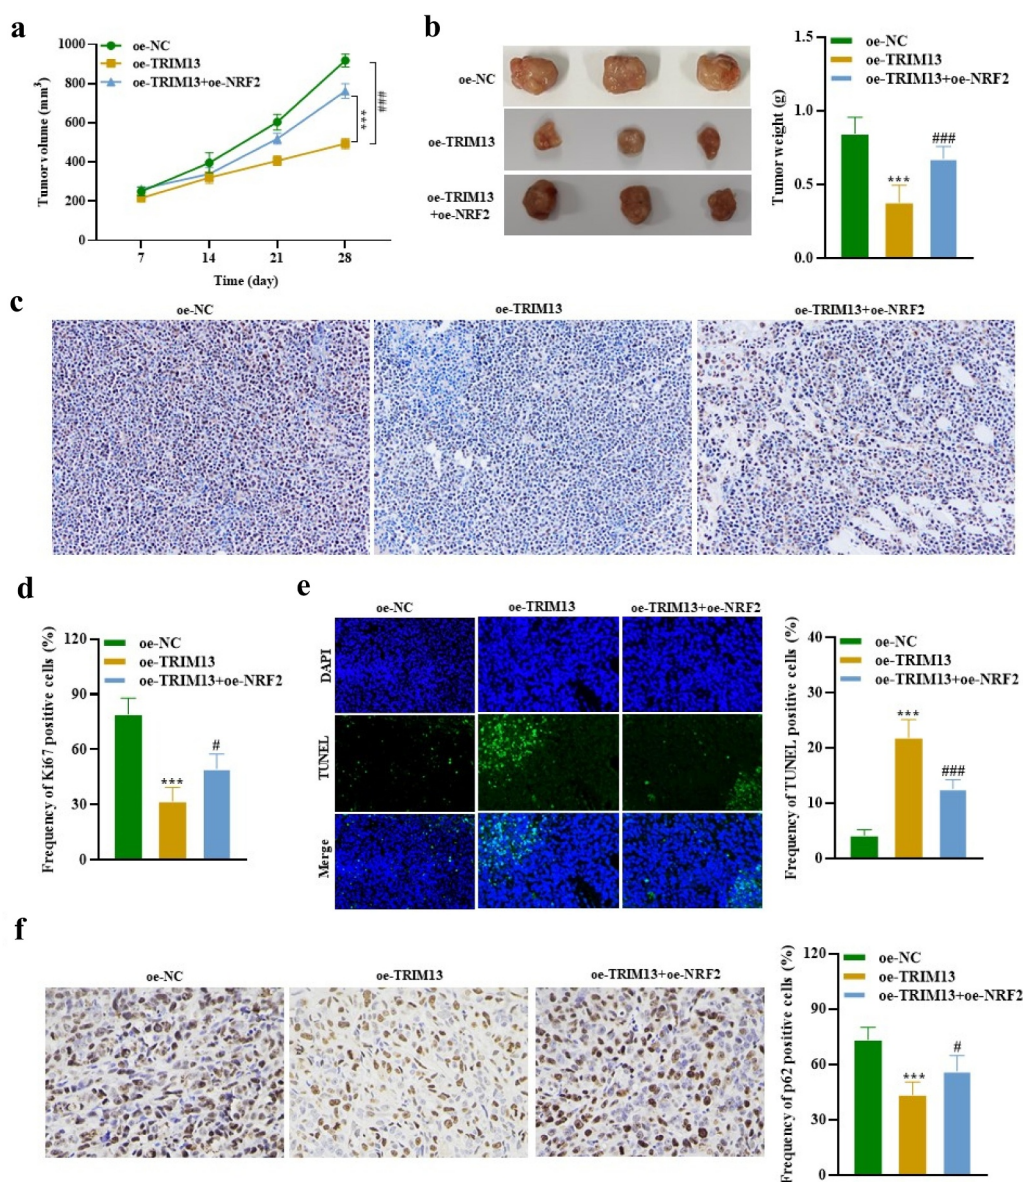 a
oe-NC
oe-TRIM13
oe-TRIM13+oe-NRF2
Tumor volume (mm³)
1000
800
600
400
200
0
7
14
21
28
Time (day)
***
###
b
oe-NC
oe-TRIM13
oe-TRIM13
+oe-NRF2
oe-NC
oe-TRIM13
oe-TRIM13+oe-NRF2
Tumor weight (g)
1.5
1.0
0.5
0.0
***
###
c
oe-NC
oe-TRIM13
oe-TRIM13+oe-NRF2
d
oe-NC
oe-TRIM13
oe-TRIM13+oe-NRF2
Frequency of Ki67 positive cells (%)
120
90
60
30
0
***
#
e
oe-NC
oe-TRIM13
oe-TRIM13+oe-NRF2
DAPI
TUNEL
Merge
oe-NC
oe-TRIM13
oe-TRIM13+oe-NRF2
Frequency of TUNEL positive cells (%)
40
30
20
10
0
***
###
f
oe-NC
oe-TRIM13
oe-TRIM13+oe-NRF2
oe-NC
oe-TRIM13
oe-TRIM13+oe-NRF2
Frequency of p62 positive cells (%)
120
90
60
30
0
***
#